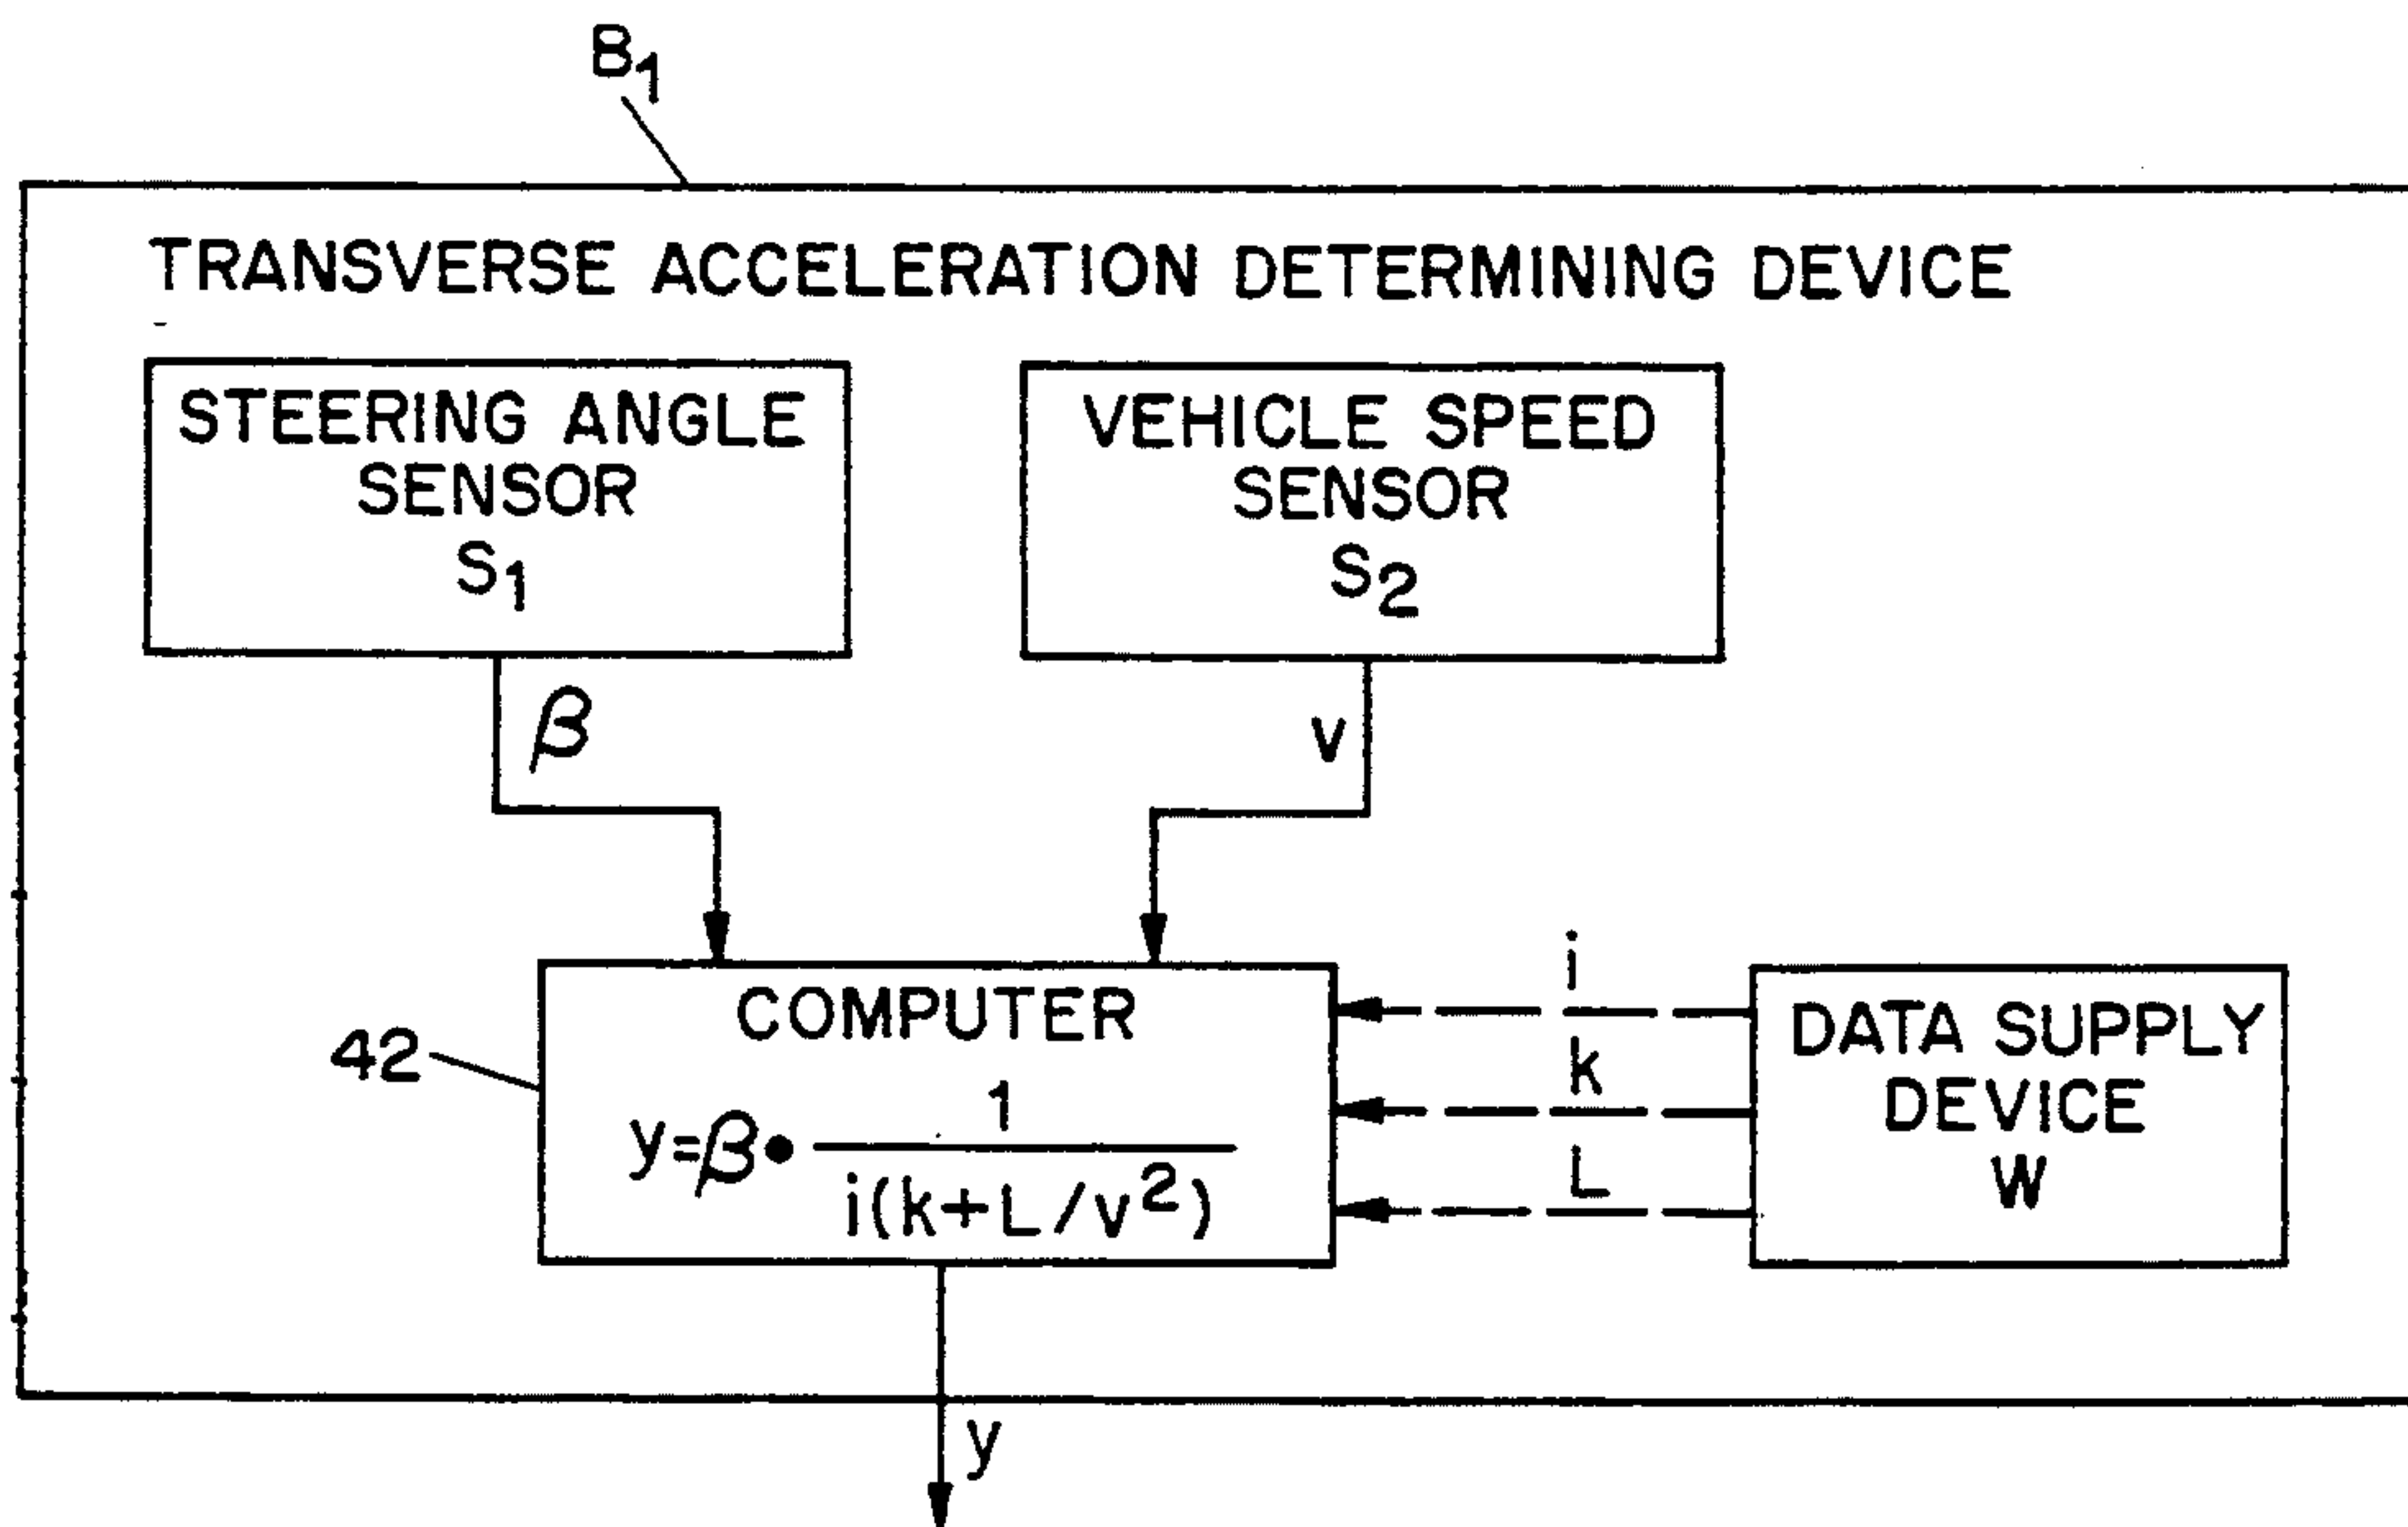 B1
TRANSVERSE ACCELERATION DETERMINING DEVICE
STEERING ANGLE
SENSOR
S1
VEHICLE SPEED
SENSOR
S2
β
v
i
k
L
42
COMPUTER
y=β• 1
i(k+L/v²)
DATA SUPPLY
DEVICE
W
y